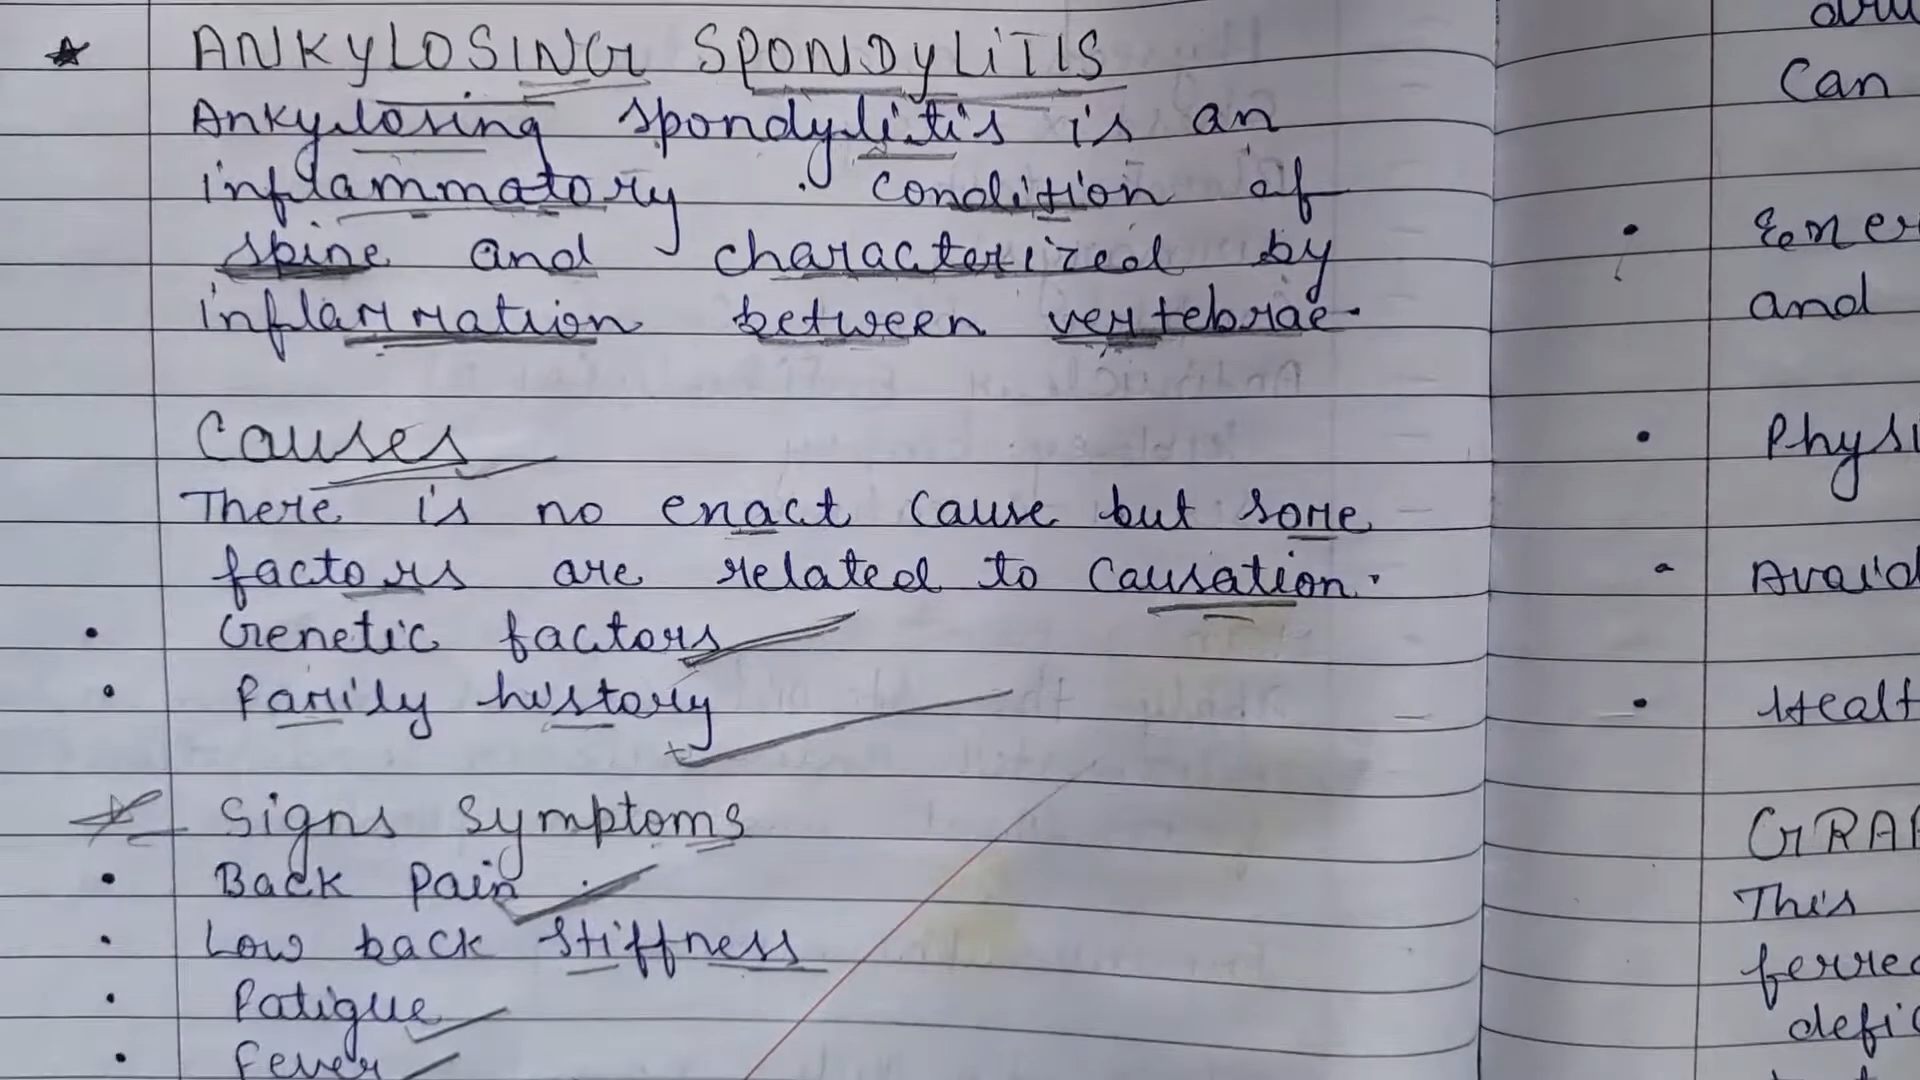 ANKYLOSING SPONDYLITIS
Ankylosing spondylitis is an
inflammatory condition of
spine and characterized by
inflammation between vertebrae.
Causes
There is no enact cause but some
factors are related to causation.
• Genetic factors
• Family history
Signs Symptoms
• Back Pain
• Low back stiffness
• Fatigue
• Fever
Can
and
This